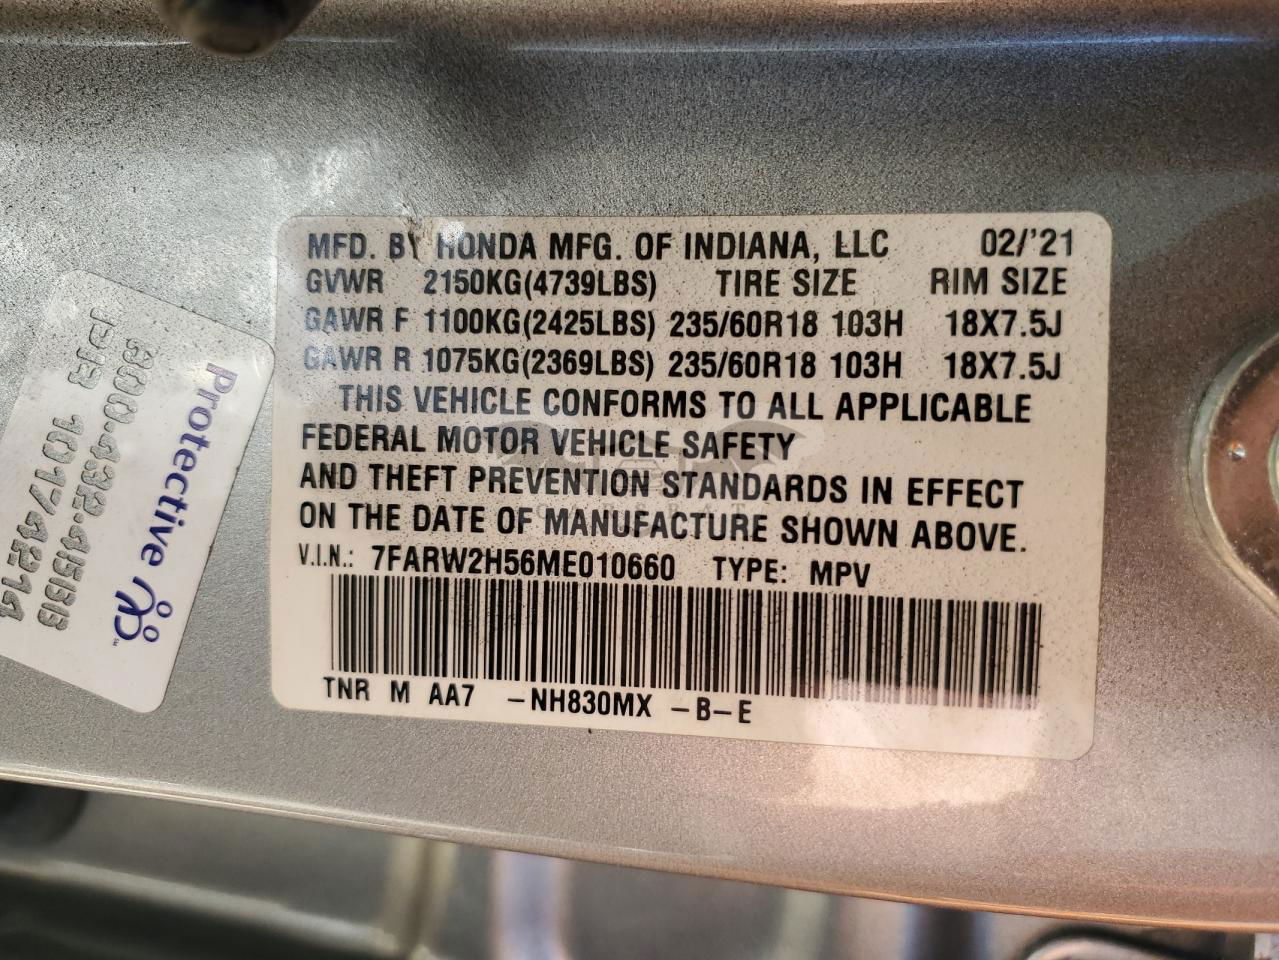 MFD. BY HONDA MFG. OF INDIANA, LLC 02/'21
GVWR 2150KG(4739LBS) TIRE SIZE RIM SIZE
GAWR F 1100KG(2425LBS) 235/60R18 103H 18X7.5J
GAWR R 1075KG(2369LBS) 235/60R18 103H 18X7.5J
THIS VEHICLE CONFORMS TO ALL APPLICABLE
FEDERAL MOTOR VEHICLE SAFETY
AND THEFT PREVENTION STANDARDS IN EFFECT
ON THE DATE OF MANUFACTURE SHOWN ABOVE.
V.I.N.: 7FARW2H56ME010660 TYPE: MPV
TNR M AA7 -NH830MX -B-E
Protective
800.432.4566